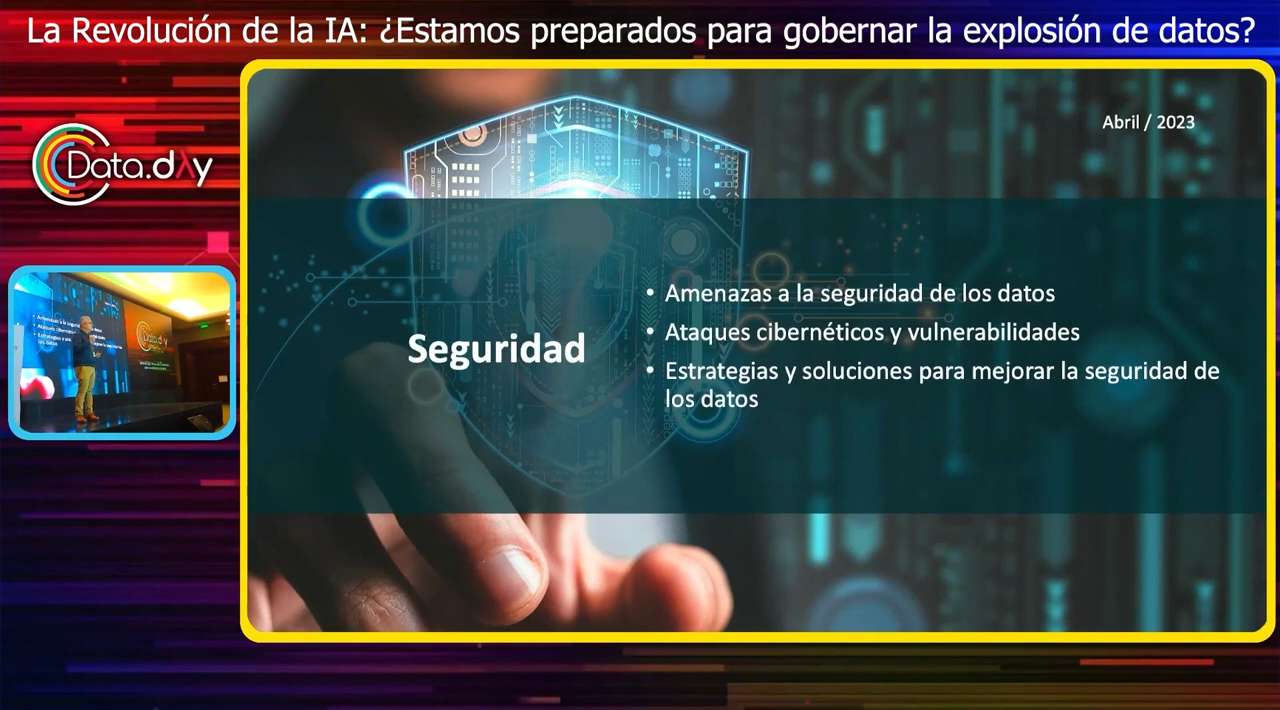 La Revolución de la IA: ¿Estamos preparados para gobernar la explosión de datos?
Data.dλy
Abril / 2023
Seguridad
• Amenazas a la seguridad de los datos
• Ataques cibernéticos y vulnerabilidades
• Estrategias y soluciones para mejorar la seguridad de
los datos